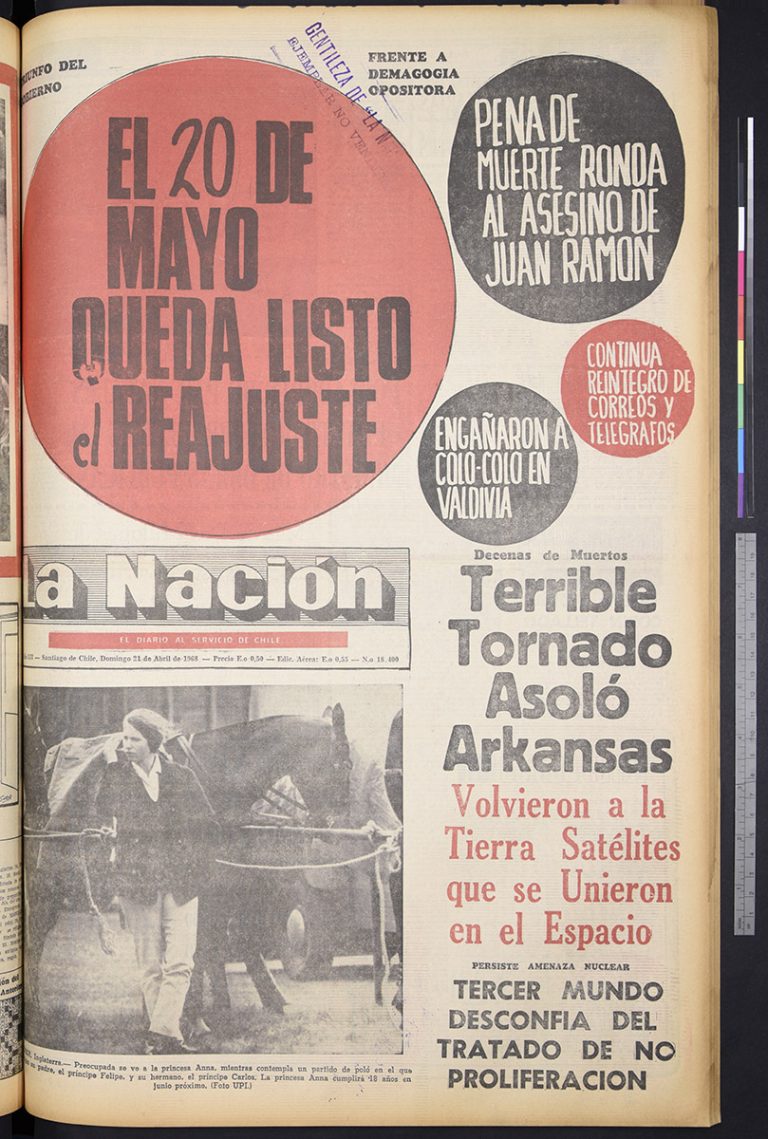 DEL
FRENTE A
DEMAGOGIA
OPOSITORA
GENTILEZA DE "LA N
EJEMPLAR NO
EL 20 DE
MAYO
QUEDA LISTO
el REAJUSTE
PENA DE
MUERTE RONDA
AL ASESINO DE
JUAN RAMON
CONTINUA
REINTEGRO DE
CORREOS Y
TELEGRAFOS
ENGAÑARON A
COLO-COLO EN
VALDIVIA
La Nación
EL DIARIO AL SERVICIO DE CHILE
— Santiago de Chile, Domingo 21 de Abril de 1968 — Precio E.o 0,50 — Edic. Aérea: E.o 0,55 — N.o 18.400
Decenas de Muertos
Terrible
Tornado
Asoló
Arkansas
Volvieron a la
Tierra Satélites
que se Unieron
en el Espacio
PERSISTE AMENAZA NUCLEAR
TERCER MUNDO
DESCONFIA DEL
TRATADO DE NO
PROLIFERACION
Inglaterra.— Preocupada se ve a la princesa Anna, mientras contempla un partido de polo en el que
su padre, el príncipe Felipe, y su hermano, el príncipe Carlos. La princesa Anna cumplirá 18 años en
junio próximo. (Foto UPI.)